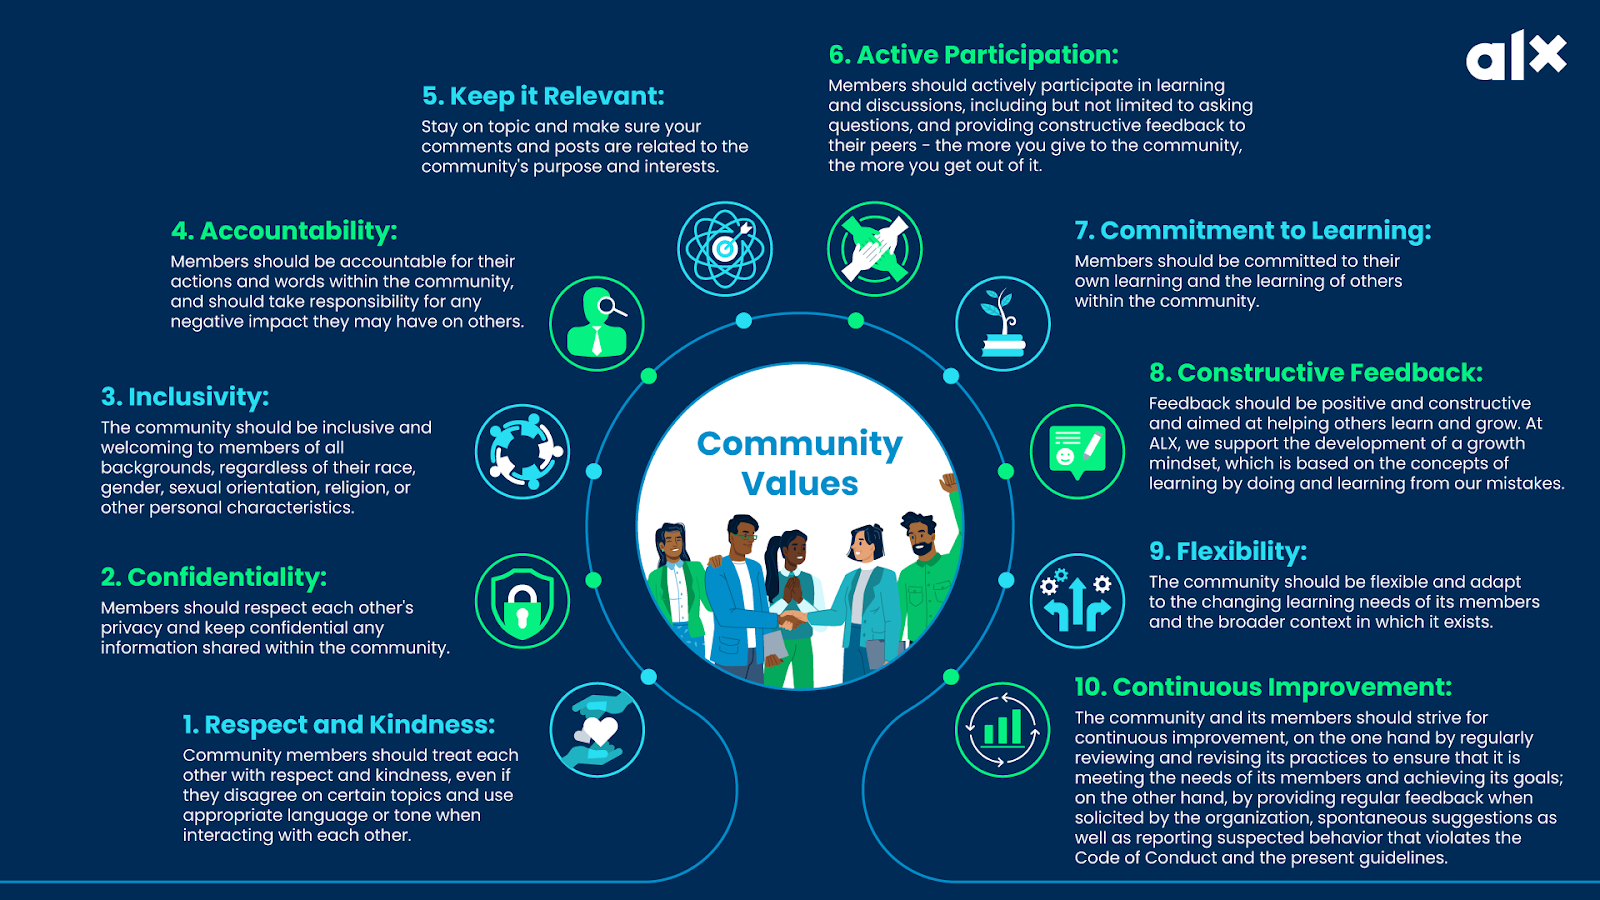 alx
Community
Values
1. Respect and Kindness:
Community members should treat each
other with respect and kindness, even if
they disagree on certain topics and use
appropriate language or tone when
interacting with each other.
2. Confidentiality:
Members should respect each other's
privacy and keep confidential any
information shared within the community.
3. Inclusivity:
The community should be inclusive and
welcoming to members of all
backgrounds, regardless of their race,
gender, sexual orientation, religion, or
other personal characteristics.
4. Accountability:
Members should be accountable for their
actions and words within the community,
and should take responsibility for any
negative impact they may have on others.
5. Keep it Relevant:
Stay on topic and make sure your
comments and posts are related to the
community's purpose and interests.
6. Active Participation:
Members should actively participate in learning
and discussions, including but not limited to asking
questions, and providing constructive feedback to
their peers - the more you give to the community,
the more you get out of it.
7. Commitment to Learning:
Members should be committed to their
own learning and the learning of others
within the community.
8. Constructive Feedback:
Feedback should be positive and constructive
and aimed at helping others learn and grow. At
ALX, we support the development of a growth
mindset, which is based on the concepts of
learning by doing and learning from our mistakes.
9. Flexibility:
The community should be flexible and adapt
to the changing learning needs of its members
and the broader context in which it exists.
10. Continuous Improvement:
The community and its members should strive for
continuous improvement, on the one hand by regularly
reviewing and revising its practices to ensure that it is
meeting the needs of its members and achieving its goals;
on the other hand, by providing regular feedback when
solicited by the organization, spontaneous suggestions as
well as reporting suspected behavior that violates the
Code of Conduct and the present guidelines.